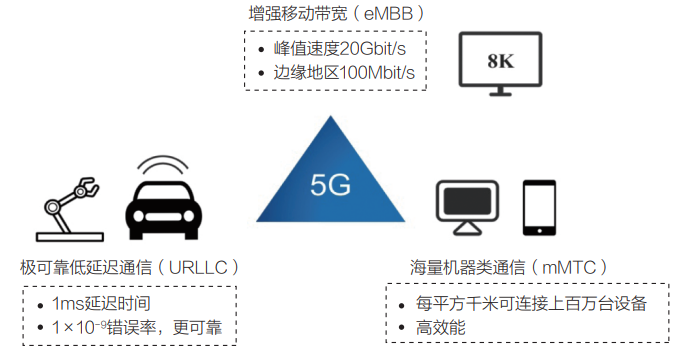 增强移动带宽（eMBB）
• 峰值速度20Gbit/s
• 边缘地区100Mbit/s
8K
5G
极可靠低延迟通信（URLLC）
• 1ms延迟时间
• 1×10⁻⁹错误率，更可靠
海量机器类通信（mMTC）
• 每平方千米可连接上百万台设备
• 高效能